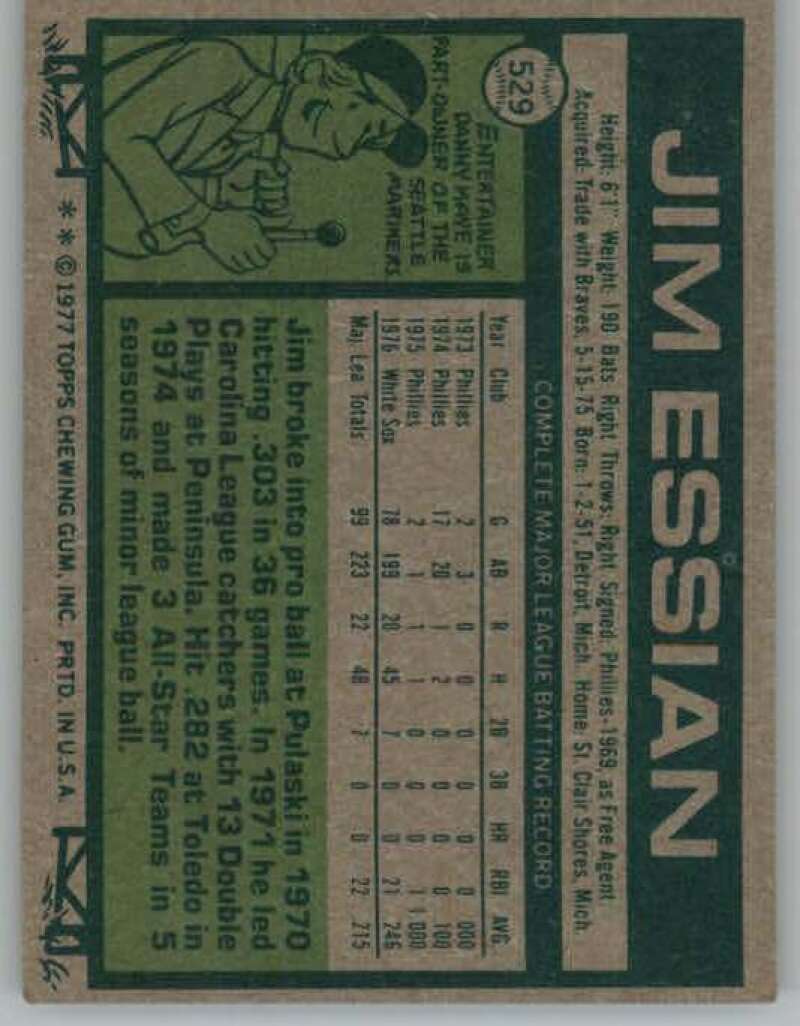 529
JIM ESSIAN
Height: 6'1" Weight: 190 Bats: Right Throws: Right Signed: Phillies-1969, as Free Agent
Acquired: Trade with Braves, 5-15-75 Born: 1-2-51, Detroit, Mich. Home: St. Clair Shores, Mich.
COMPLETE MAJOR LEAGUE BATTING RECORD
Year Club G AB R H 2B 3B HR RBI AVG.
1973 Phillies 2 3 0 0 0 0 0 0 .000
1974 Phillies 17 20 1 2 0 0 0 0 .100
1975 Phillies 2 1 1 1 0 0 0 1 1.000
1976 White Sox 78 199 20 45 7 0 0 21 .246
Maj. Lea. Totals 99 223 22 48 7 0 0 22 .215
ENTERTAINER
DANNY KAYE IS
PART-OWNER OF THE
SEATTLE
MARINERS
Jim broke into pro ball at Pulaski in 1970
hitting .303 in 36 games. In 1971 he led
Carolina League catchers with 13 Double
Plays at Peninsula. Hit .282 at Toledo in
1974 and made 3 All-Star Teams in 5
seasons of minor league ball.
* * © 1977 TOPPS CHEWING GUM, INC. PRTD. IN U.S.A.